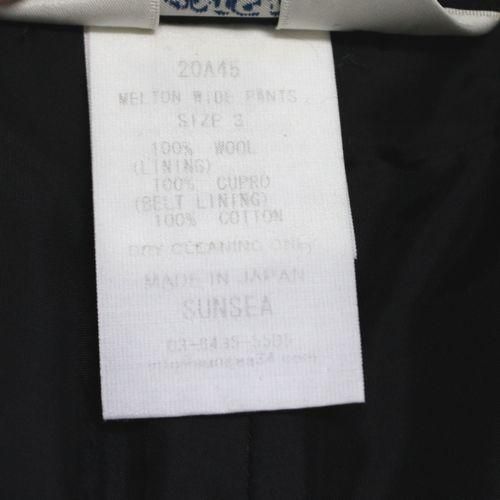 20A45
MELTON WIDE PANTS
SIZE 3
100% WOOL
(LINING)
100% CUPRO
(BELT LINING)
100% COTTON
DRY CLEANING ONLY
MADE IN JAPAN
SUNSEA